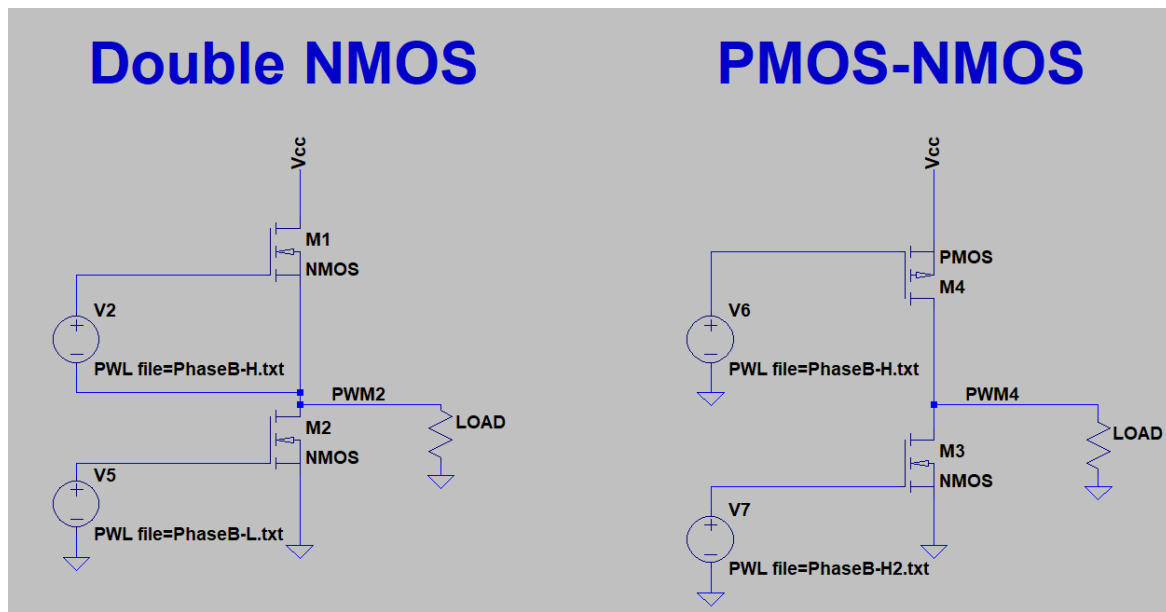 Double NMOS
PMOS-NMOS
Vcc
M1
NMOS
V2
PWL file=PhaseB-H.txt
PWM2
LOAD
M2
NMOS
V5
PWL file=PhaseB-L.txt
Vcc
PMOS
M4
V6
PWL file=PhaseB-H.txt
PWM4
LOAD
M3
NMOS
V7
PWL file=PhaseB-H2.txt